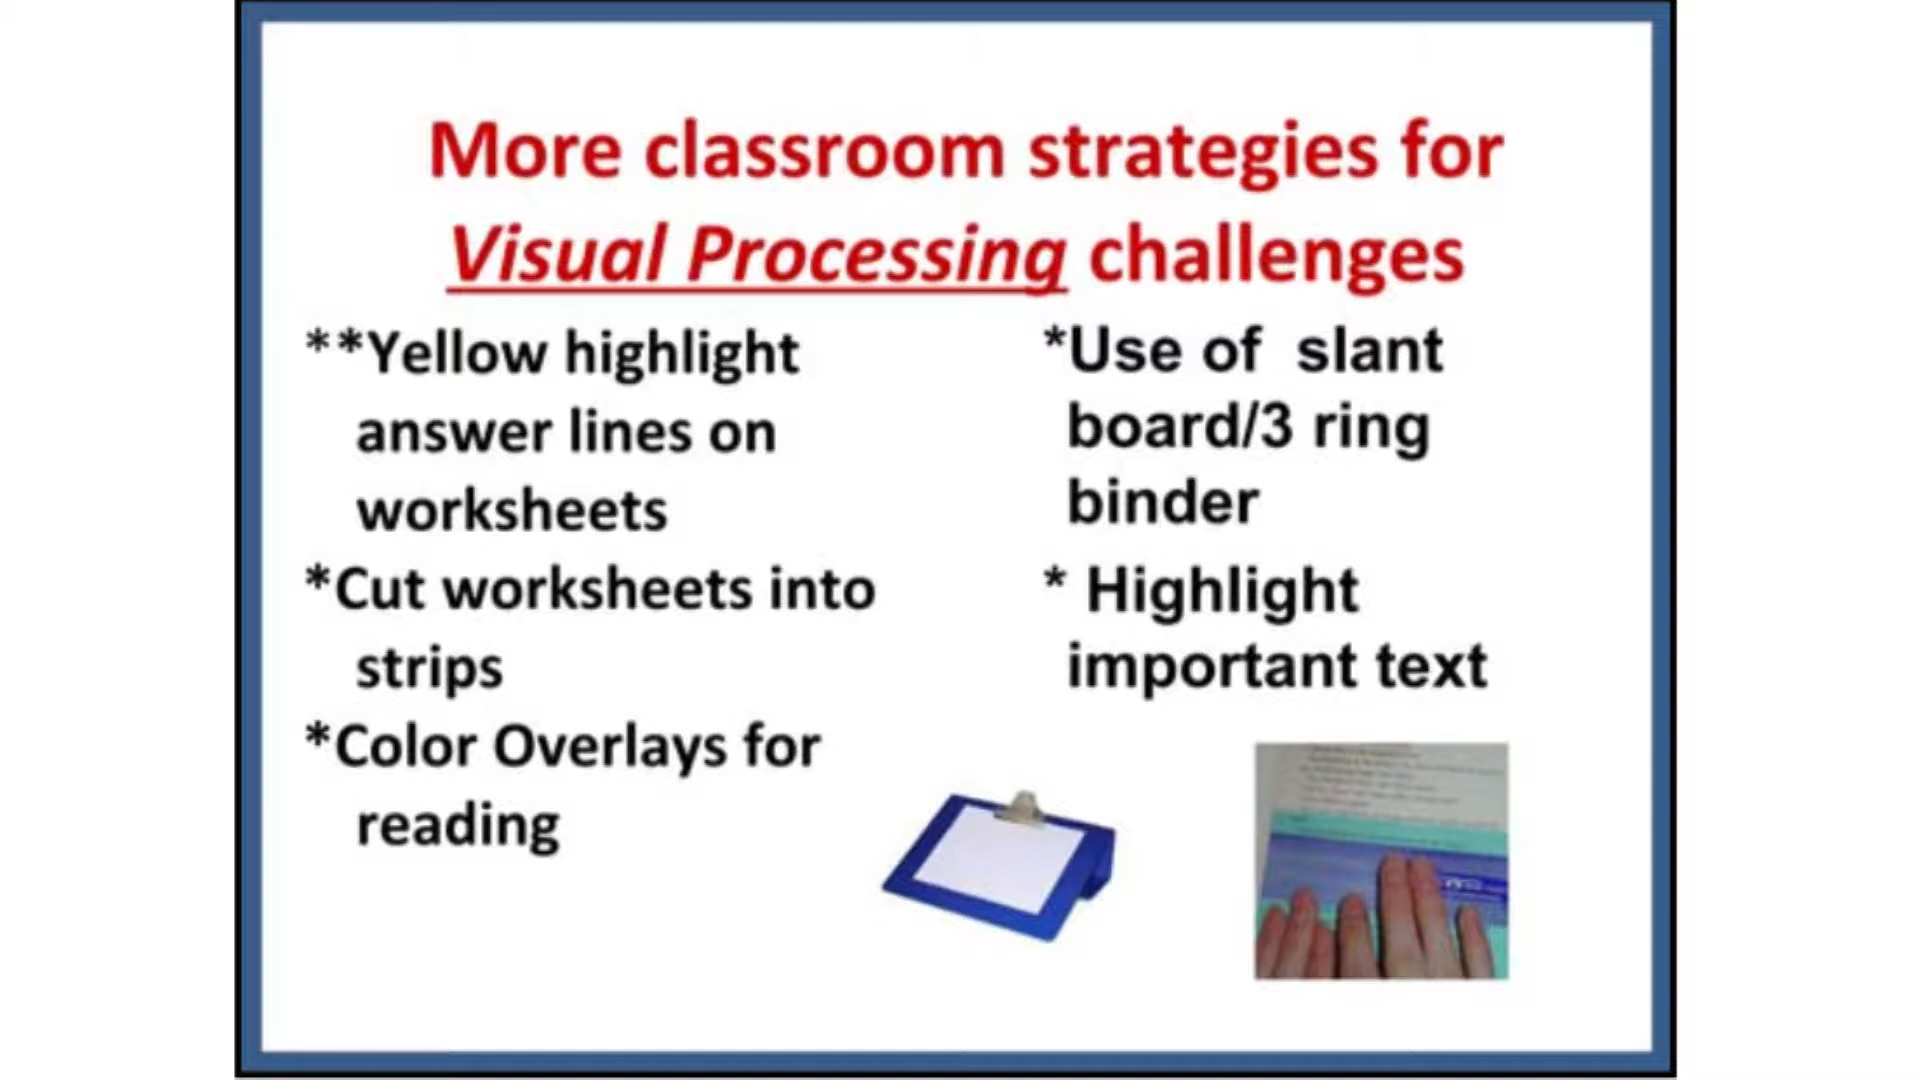 More classroom strategies for
Visual Processing challenges
**Yellow highlight
answer lines on
worksheets
*Cut worksheets into
strips
*Color Overlays for
reading
*Use of slant
board/3 ring
binder
* Highlight
important text